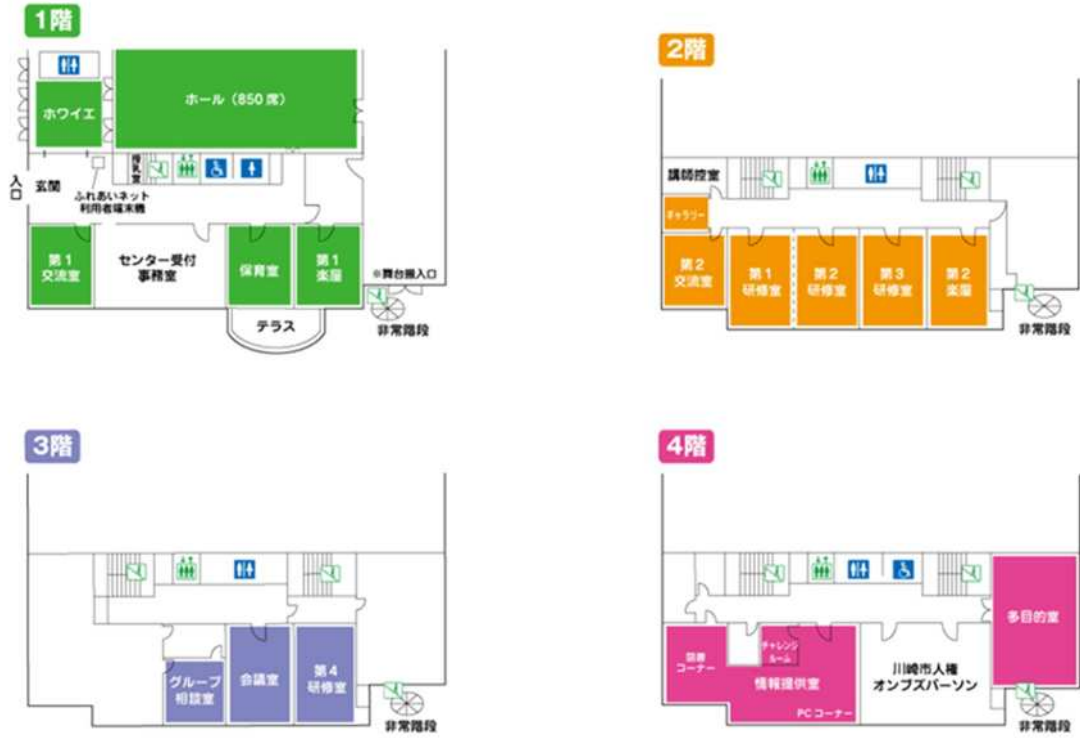 1階
ホール（850席）
ホワイエ
授乳室
入口
玄関
ふれあいネット
利用者端末機
第1
交流室
センター受付
事務室
保育室
第1
楽屋
※舞台搬入口
テラス
非常階段
2階
講師控室
ギャラリー
第2
交流室
第1
研修室
第2
研修室
第3
研修室
第2
楽屋
非常階段
3階
グループ
相談室
会議室
第4
研修室
非常階段
4階
多目的室
チャレンジ
ルーム
コーナー
情報提供室
PCコーナー
川崎市人権
オンブズパーソン
非常階段